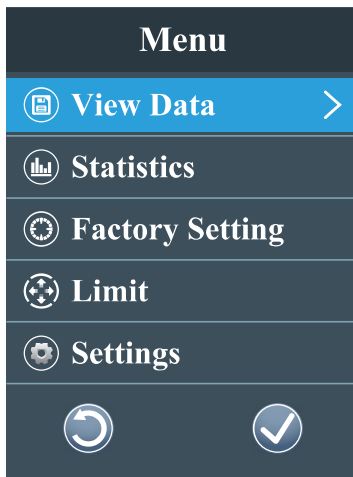 Menu
View Data
Statistics
Factory Setting
Limit
Settings